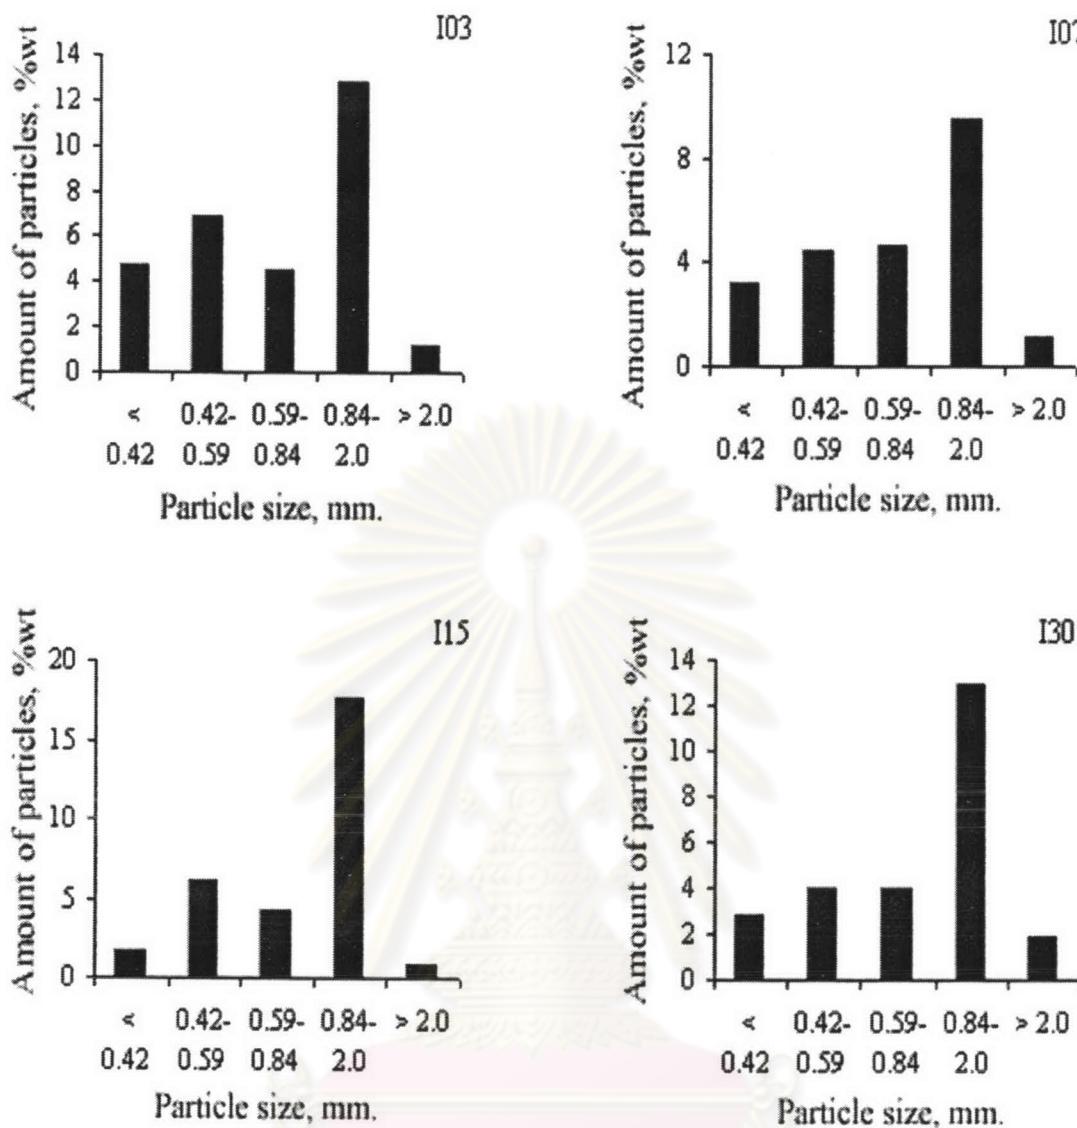 I03
Amount of particles, %wt
14
12
10
8
6
4
2
0
< 0.42- 0.59- 0.84- > 2.0
0.42 0.59 0.84 2.0
Particle size, mm.
Amount of particles, %wt
12
8
4
0
< 0.42- 0.59- 0.84- > 2.0
0.42 0.59 0.84 2.0
Particle size, mm.
I15
Amount of particles, %wt
20
15
10
5
0
< 0.42- 0.59- 0.84- > 2.0
0.42 0.59 0.84 2.0
Particle size, mm.
I30
Amount of particles, %wt
14
12
10
8
6
4
2
0
< 0.42- 0.59- 0.84- > 2.0
0.42 0.59 0.84 2.0
Particle size, mm.